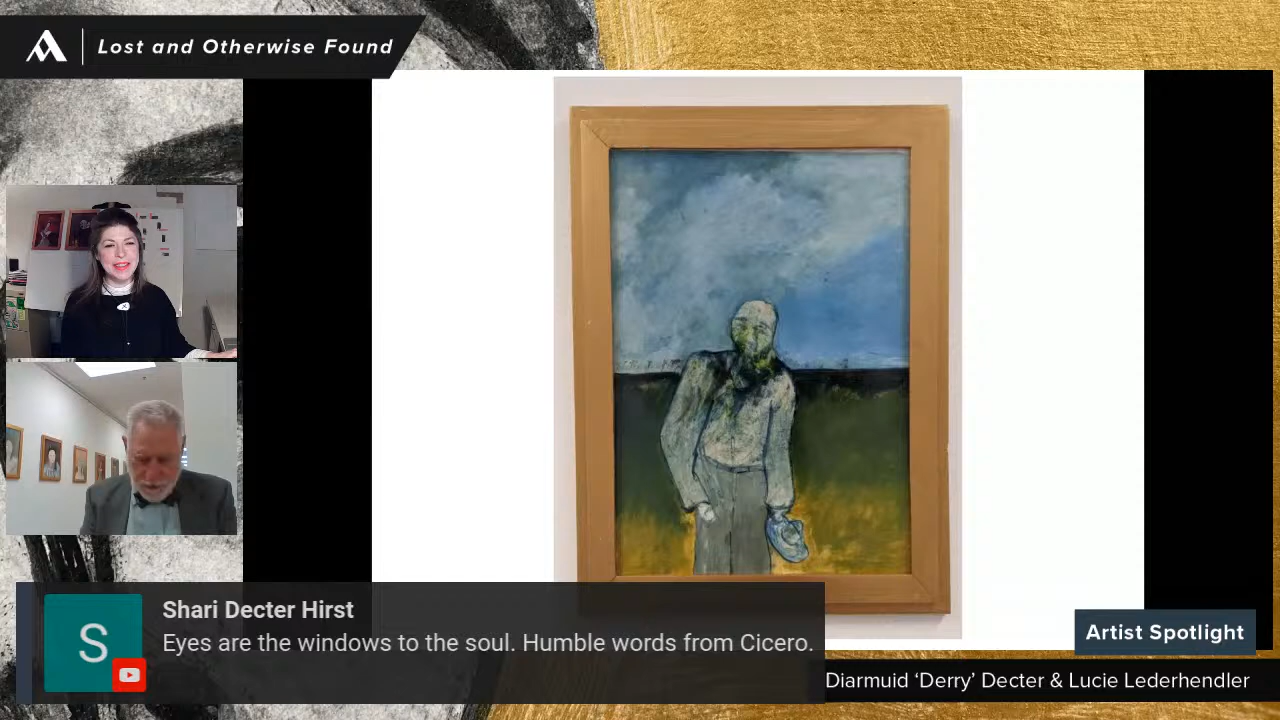 Lost and Otherwise Found
S
Shari Decter Hirst
Eyes are the windows to the soul. Humble words from Cicero.
Artist Spotlight
Diarmuid ‘Derry’ Decter & Lucie Lederhendler